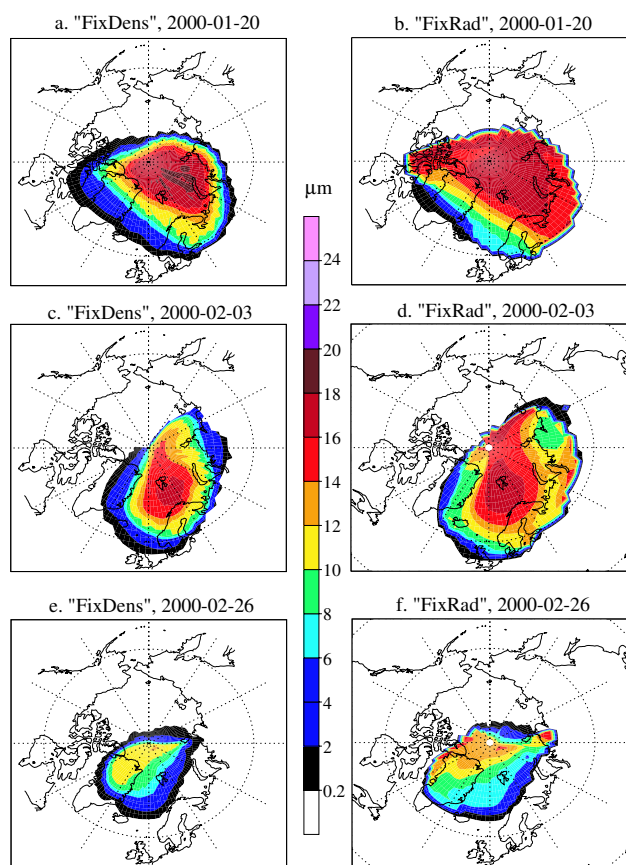 a. "FixDens", 2000-01-20
b. "FixRad", 2000-01-20
µm
24
22
20
18
16
14
12
10
8
6
2
0.2
c. "FixDens", 2000-02-03
d. "FixRad", 2000-02-03
e. "FixDens", 2000-02-26
f. "FixRad", 2000-02-26